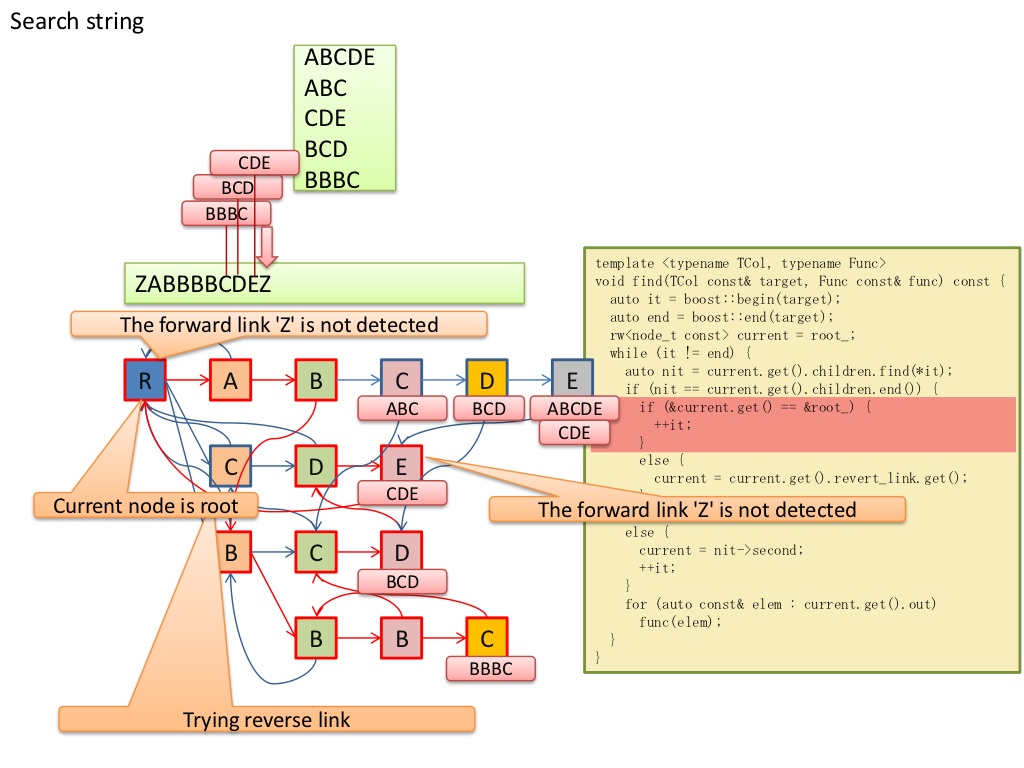 Search string
ABCDE
ABC
CDE
BCD
BBBC
CDE
BCD
BBBC
ZABBBBCDEZ
The forward link 'Z' is not detected
R A B C D E
ABC BCD ABCDE
CDE
C D E
CDE
Current node is root
The forward link 'Z' is not detected
B C D
BCD
B B C
BBBC
Trying reverse link
template <typename TCol, typename Func>
void find(TCol const& target, Func const& func) const {
auto it = boost::begin(target);
auto end = boost::end(target);
rw<node_t const> current = root_;
while (it != end) {
auto nit = current.get().children.find(*it);
if (nit == current.get().children.end()) {
if (&current.get() == &root_) {
++it;
}
else {
current = current.get().revert_link.get();
else {
current = nit->second;
++it;
}
for (auto const& elem : current.get().out)
func(elem);
}
}